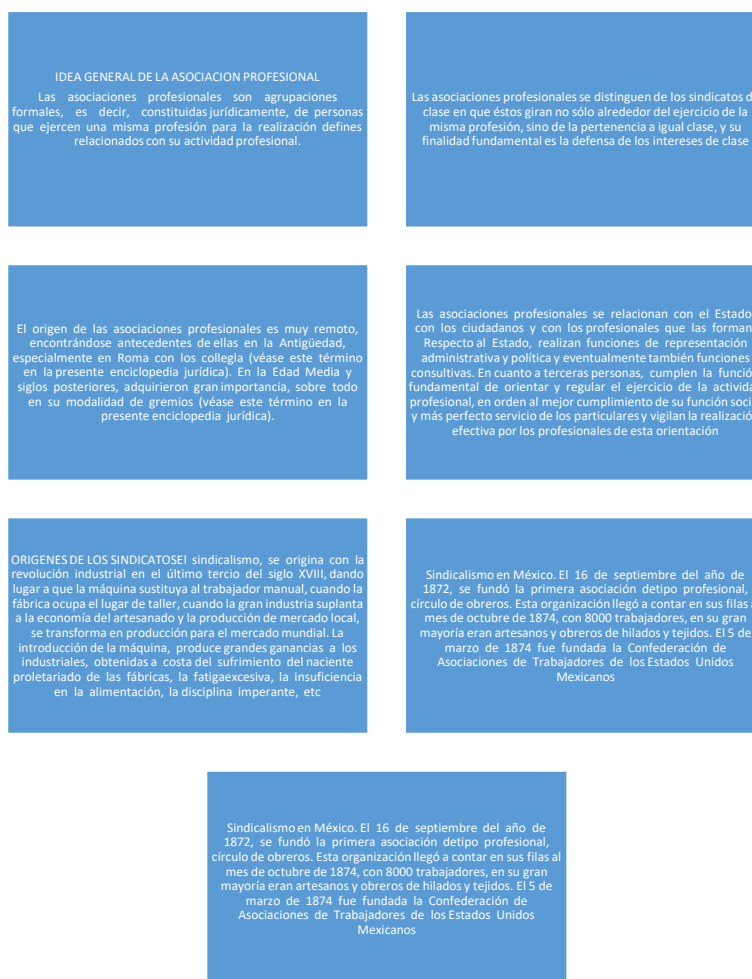 IDEA GENERAL DE LA ASOCIACION PROFESIONAL
Las asociaciones profesionales son agrupaciones
formales, es decir, constituidas jurídicamente, de personas
que ejercen una misma profesión para la realización defines
relacionados con su actividad profesional.
Las asociaciones profesionales se distinguen de los sindicatos d
clase en que éstos giran no sólo alrededor del ejercicio de la
misma profesión, sino de la pertenencia a igual clase, y su
finalidad fundamental es la defensa de los intereses de clase
El origen de las asociaciones profesionales es muy remoto,
encontrándose antecedentes de ellas en la Antigüedad,
especialmente en Roma con los collegla (véase este término
en la presente enciclopedia jurídica). En la Edad Media y
siglos posteriores, adquirieron gran importancia, sobre todo
en su modalidad de gremios (véase este término en la
presente enciclopedia jurídica).
Las asociaciones profesionales se relacionan con el Estado
con los ciudadanos y con los profesionales que las forman
Respecto al Estado, realizan funciones de representación
administrativa y política y eventualmente también funciones
consultivas. En cuanto a terceras personas, cumplen la funció
fundamental de orientar y regular el ejercicio de la activida
profesional, en orden al mejor cumplimiento de su función soci
y más perfecto servicio de los particulares y vigilan la realizació
efectiva por los profesionales de esta orientación
ORIGENES DE LOS SINDICATOSEl sindicalismo, se origina con la
revolución industrial en el último tercio del siglo XVIII, dando
lugar a que la máquina sustituya al trabajador manual, cuando la
fábrica ocupa el lugar de taller, cuando la gran industria suplanta
a la economía del artesanado y la producción de mercado local,
se transforma en producción para el mercado mundial. La
introducción de la máquina, produce grandes ganancias a los
industriales, obtenidas a costa del sufrimiento del naciente
proletariado de las fábricas, la fatigaexcesiva, la insuficiencia
en la alimentación, la disciplina imperante, etc
Sindicalismo en México. El 16 de septiembre del año de
1872, se fundó la primera asociación detipo profesional,
círculo de obreros. Esta organización llegó a contar en sus filas a
mes de octubre de 1874, con 8000 trabajadores, en su gran
mayoría eran artesanos y obreros de hilados y tejidos. El 5 de
marzo de 1874 fue fundada la Confederación de
Asociaciones de Trabajadores de los Estados Unidos
Mexicanos
Sindicalismo en México. El 16 de septiembre del año de
1872, se fundó la primera asociación detipo profesional,
círculo de obreros. Esta organización llegó a contar en sus filas al
mes de octubre de 1874, con 8000 trabajadores, en su gran
mayoría eran artesanos y obreros de hilados y tejidos. El 5 de
marzo de 1874 fue fundada la Confederación de
Asociaciones de Trabajadores de los Estados Unidos
Mexicanos